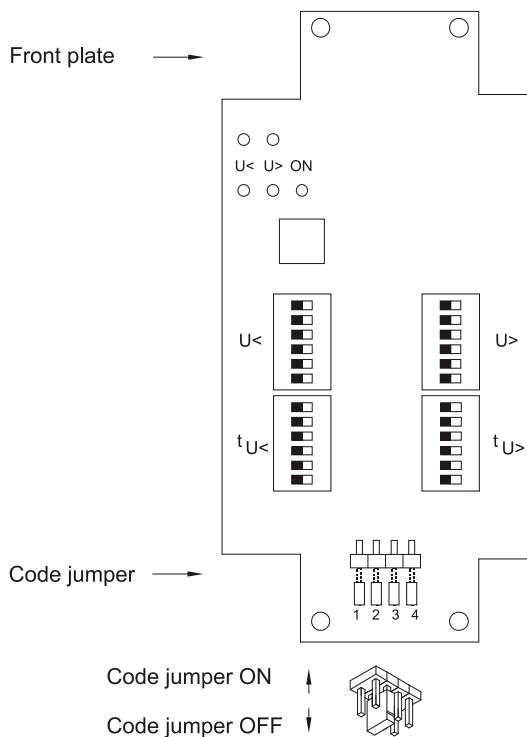 Front plate
U< U> ON
U< U>
tU< tU>
Code jumper
1 2 3 4
Code jumper ON
Code jumper OFF